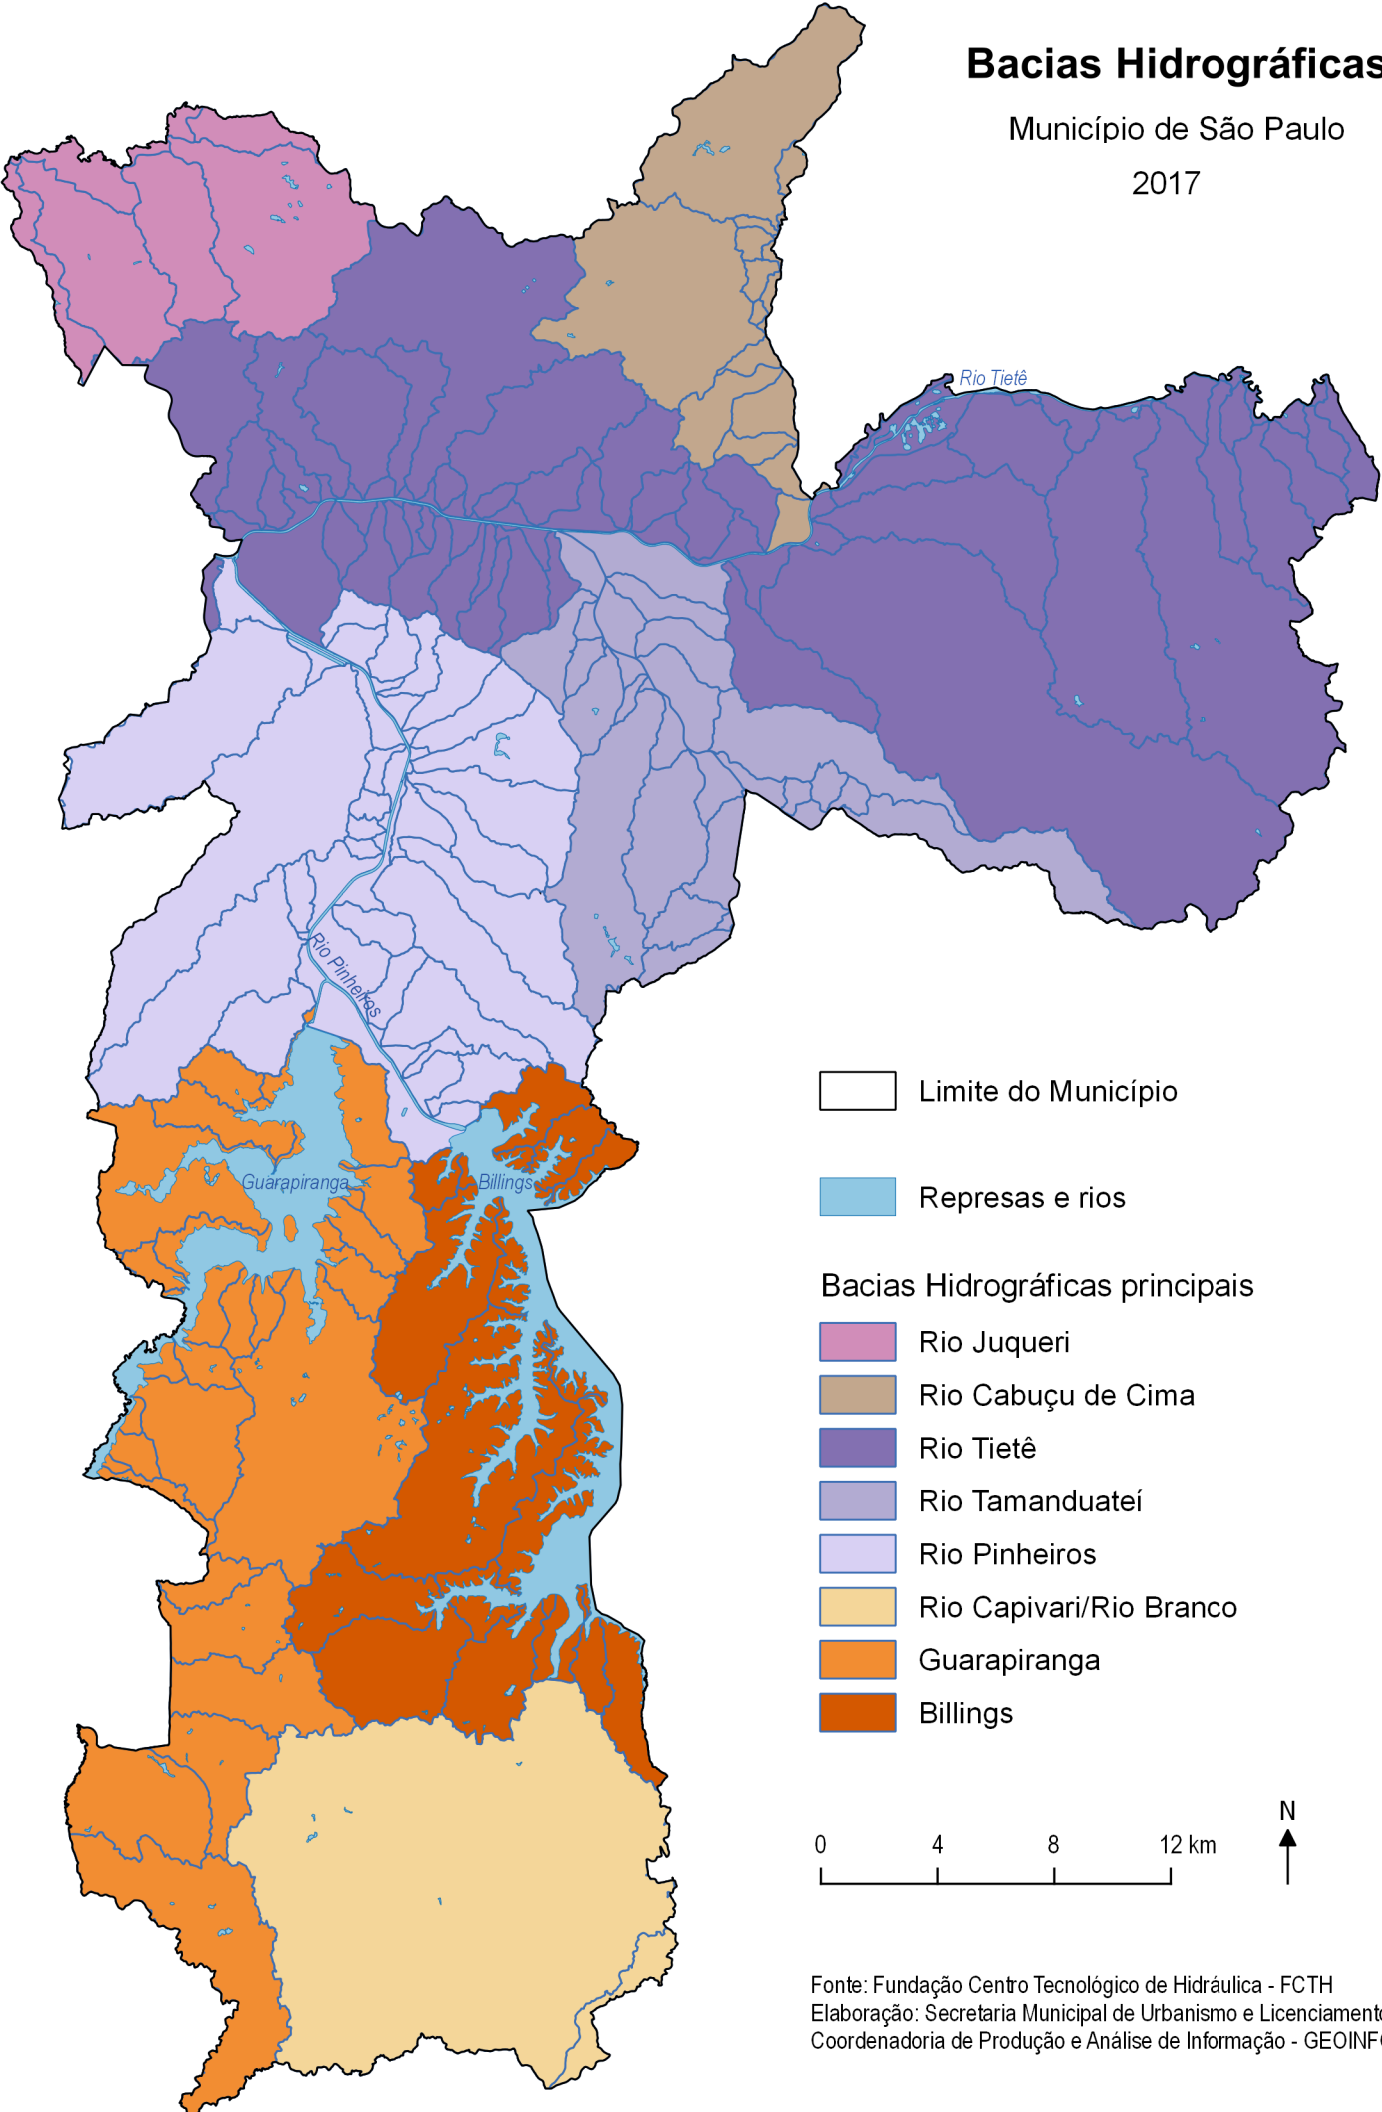 Bacias Hidrográficas
Município de São Paulo
2017
Rio Tietê
Rio Pinheiros
Guarapiranga
Billings
Limite do Município
Represas e rios
Bacias Hidrográficas principais
Rio Juqueri
Rio Cabuçu de Cima
Rio Tietê
Rio Tamanduateí
Rio Pinheiros
Rio Capivari/Rio Branco
Guarapiranga
Billings
N
0 4 8 12 km
Fonte: Fundação Centro Tecnológico de Hidráulica - FCTH
Elaboração: Secretaria Municipal de Urbanismo e Licenciamento
Coordenadoria de Produção e Análise de Informação - GEOINFO